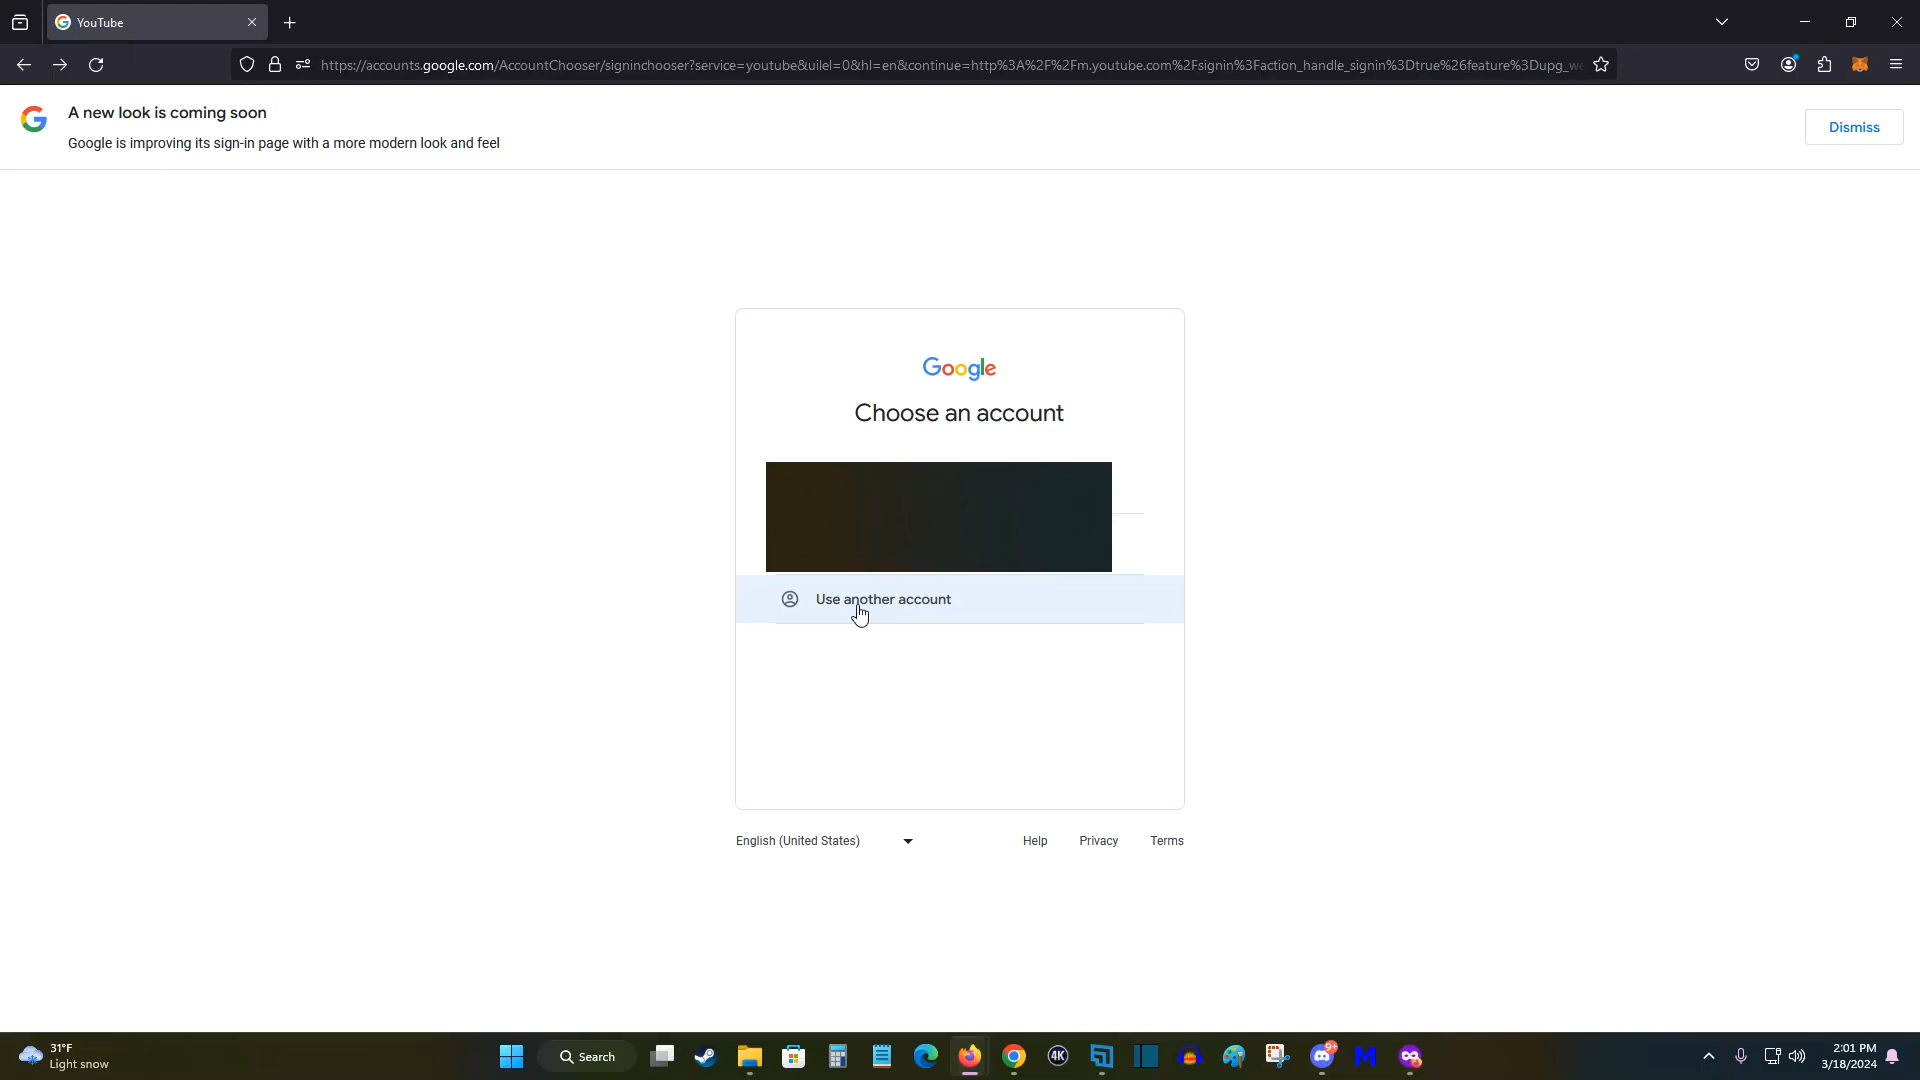 YouTube
https://accounts.google.com/AccountChooser/signinchooser?service=youtube&uilel=0&hl=en&continue=http%3A%2F%2Fm.youtube.com%2Fsignin%3Faction_handle_signin%3Dtrue%26feature%3Dupg_we
A new look is coming soon
Google is improving its sign-in page with a more modern look and feel
Dismiss
Google
Choose an account
Use another account
English (United States)
Help
Privacy
Terms
31°F
Light snow
Search
4K
9+
2:01 PM
3/18/2024